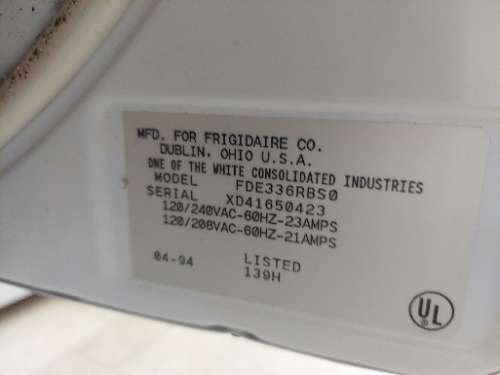 MFD. FOR FRIGIDAIRE CO.
DUBLIN, OHIO U.S.A.
ONE OF THE WHITE CONSOLIDATED INDUSTRIES
MODEL FDE336RBS0
SERIAL XD41650423
120/240VAC-60HZ-23AMPS
120/208VAC-60HZ-21AMPS
04-94 LISTED
139H
UL